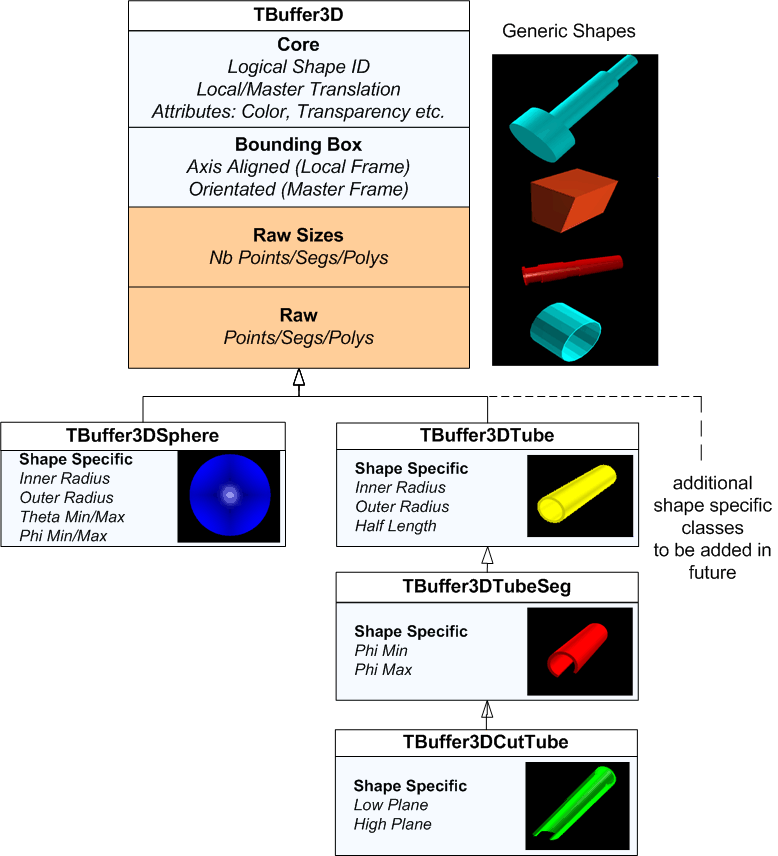 TBuffer3D
Core
Logical Shape ID
Local/Master Translation
Attributes: Color, Transparency etc.
Bounding Box
Axis Aligned (Local Frame)
Orientated (Master Frame)
Raw Sizes
Nb Points/Segs/Polys
Raw
Points/Segs/Polys
Generic Shapes
TBuffer3DSphere
Shape Specific
Inner Radius
Outer Radius
Theta Min/Max
Phi Min/Max
TBuffer3DTube
Shape Specific
Inner Radius
Outer Radius
Half Length
additional
shape specific
classes
to be added in
future
TBuffer3DTubeSeg
Shape Specific
Phi Min
Phi Max
TBuffer3DCutTube
Shape Specific
Low Plane
High Plane